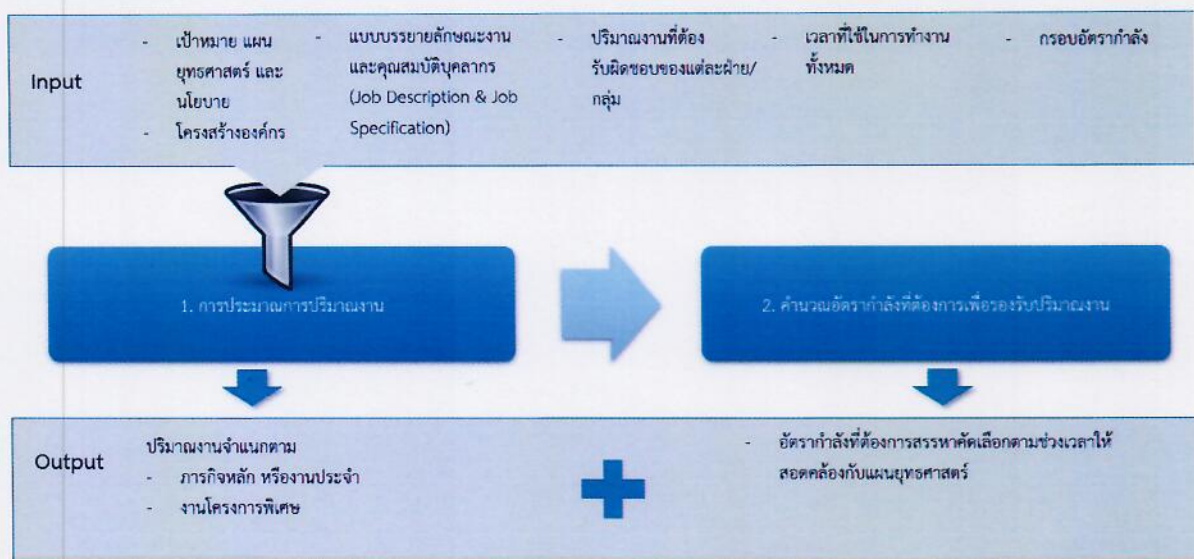 Input
- เป้าหมาย แผน
ยุทธศาสตร์ และ
นโยบาย
- โครงสร้างองค์กร
- แบบบรรยายลักษณะงาน
และคุณสมบัติบุคลากร
(Job Description & Job
Specification)
- ปริมาณงานที่ต้อง
รับผิดชอบของแต่ละฝ่าย/
กลุ่ม
- เวลาที่ใช้ในการทำงาน
ทั้งหมด
- กรอบอัตรากำลัง
1. การประมาณการปริมาณงาน
2. คำนวณอัตรากำลังที่ต้องการเพื่อรองรับปริมาณงาน
Output
ปริมาณงานจำแนกตาม
- ภารกิจหลัก หรืองานประจำ
- งานโครงการพิเศษ
- อัตรากำลังที่ต้องการสรรหาคัดเลือกตามช่วงเวลาให้
สอดคล้องกับแผนยุทธศาสตร์